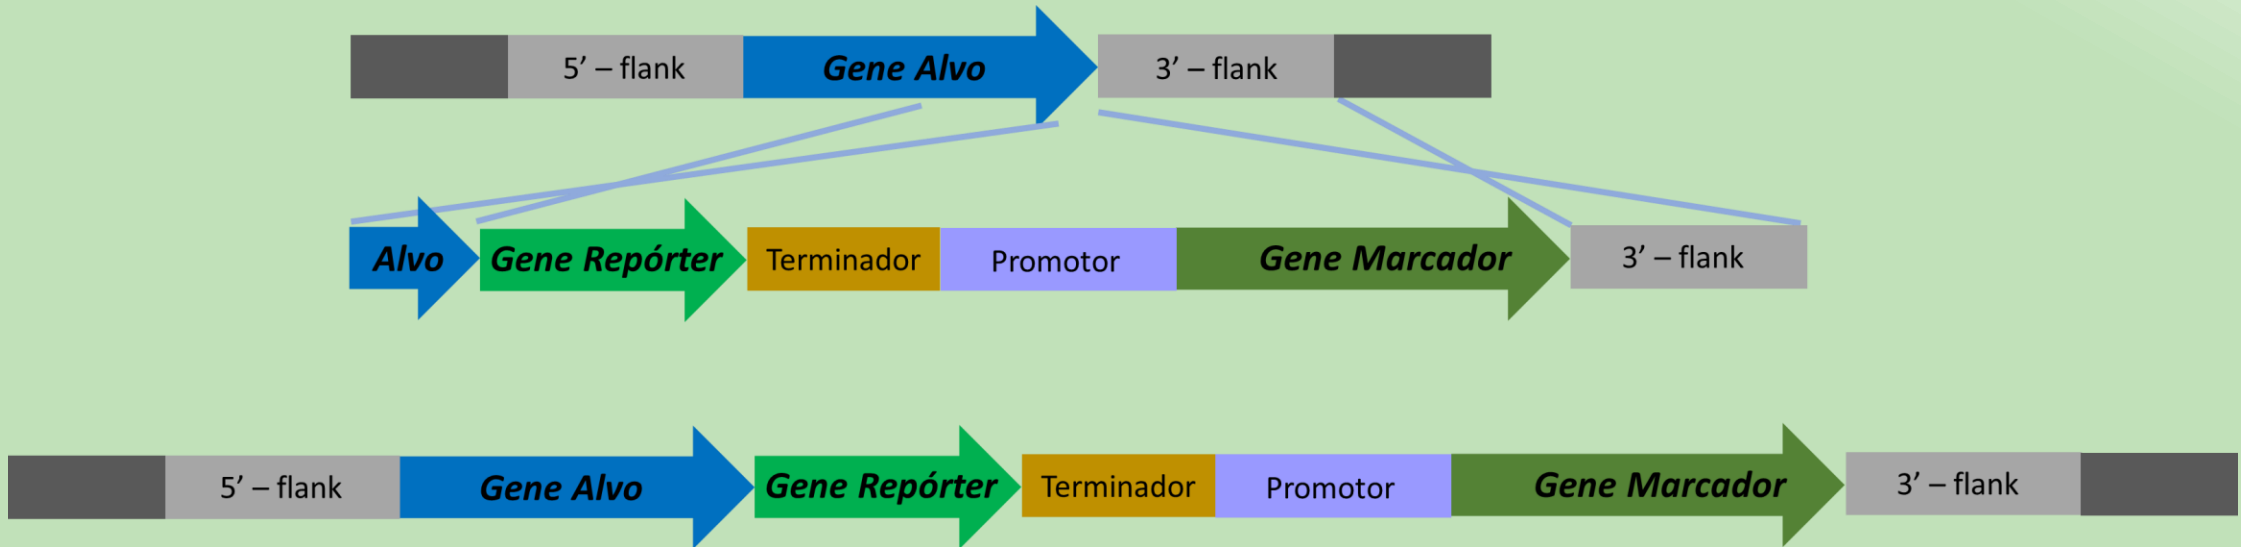 5’ – flank Gene Alvo 3’ – flank
Alvo Gene Repórter Terminador Promotor Gene Marcador 3’ – flank
5’ – flank Gene Alvo Gene Repórter Terminador Promotor Gene Marcador 3’ – flank